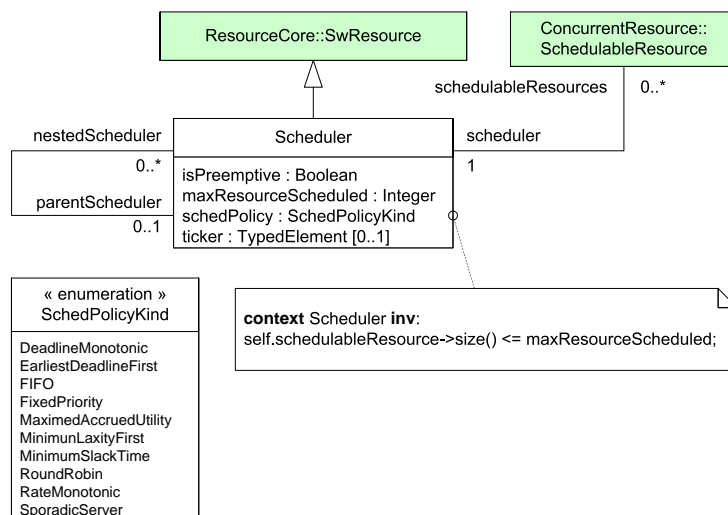 ResourceCore::SwResource
ConcurrentResource::
SchedulableResource
schedulableResources
0..*
nestedScheduler
0..*
parentScheduler
0..1
Scheduler
isPreemptive : Boolean
maxResourceScheduled : Integer
schedPolicy : SchedPolicyKind
ticker : TypedElement [0..1]
scheduler
1
« enumeration »
SchedPolicyKind
DeadlineMonotonic
EarliestDeadlineFirst
FIFO
FixedPriority
MaximedAccruedUtility
MinimunLaxityFirst
MinimumSlackTime
RoundRobin
RateMonotonic
SporadicServer
context Scheduler inv:
self.schedulableResource->size() <= maxResourceScheduled;